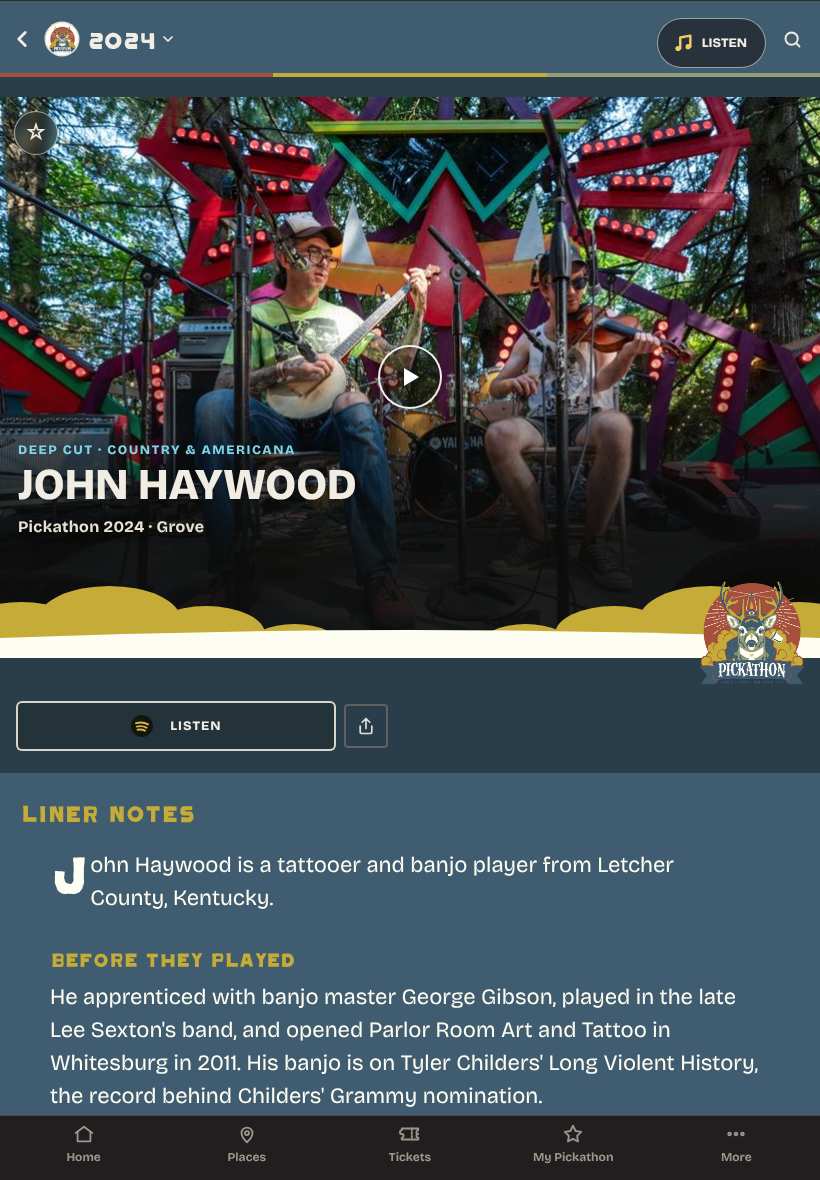 2024
LISTEN
YAMAHA
DEEP CUT · COUNTRY & AMERICANA
JOHN HAYWOOD
Pickathon 2024 · Grove
PICKATHON
LISTEN
LINER NOTES
John Haywood is a tattooer and banjo player from Letcher
County, Kentucky.
BEFORE THEY PLAYED
He apprenticed with banjo master George Gibson, played in the late
Lee Sexton's band, and opened Parlor Room Art and Tattoo in
Whitesburg in 2011. His banjo is on Tyler Childers' Long Violent History,
the record behind Childers' Grammy nomination.
Home
Places
Tickets
My Pickathon
More